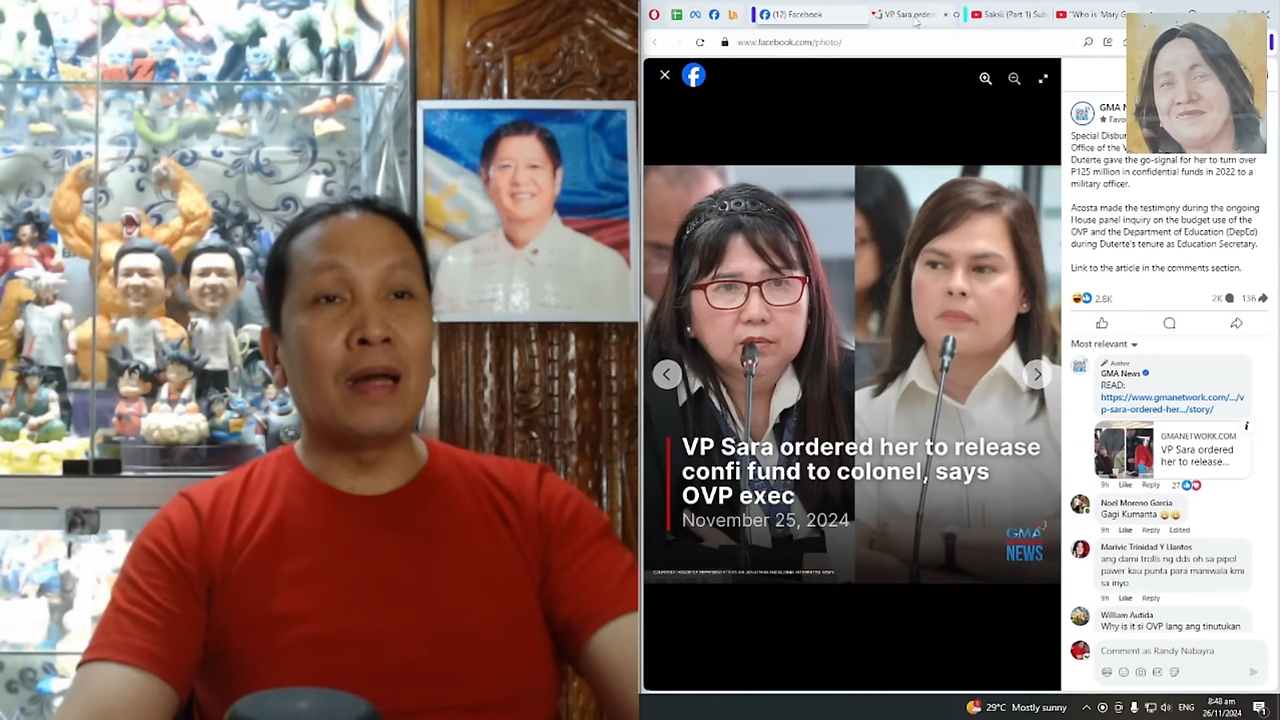 (12) Facebook
VP Sara order
Saksi (Part 1) Sub
"Who is 'Mary G
www.facebook.com/photo/
GMA N
Favo
Special Disbur
Office of the V
Duterte gave the go-signal for her to turn over
P125 million in confidential funds in 2022 to a
military officer.
Acosta made the testimony during the ongoing
House panel inquiry on the budget use of the
OVP and the Department of Education (DepEd)
during Duterte's tenure as Education Secretary.
Link to the article in the comments section.
2.8K
2K
136
Most relevant
Author
GMA News
READ:
https://www.gmanetwork.com/.../v
p-sara-ordered-her.../story/
GMANETWORK.COM
VP Sara ordered
her to release...
9h Like Reply 27
Noel Moreno Garcia
Gagi Kumanta
9h Like Reply Edited
Marivic Trinidad Y Llantos
ang dami trolls ng dds oh sa pipol
pawer kau punta para maniwala kmi
sa inyo
9h Like Reply
William Autida
Why is it si OVP lang ang tinutukan
Comment as Randy Nabayra
VP Sara ordered her to release
confi fund to colonel, says
OVP exec
November 25, 2024
GMA
NEWS
29°C Mostly sunny
ENG
8:48 am
26/11/2024